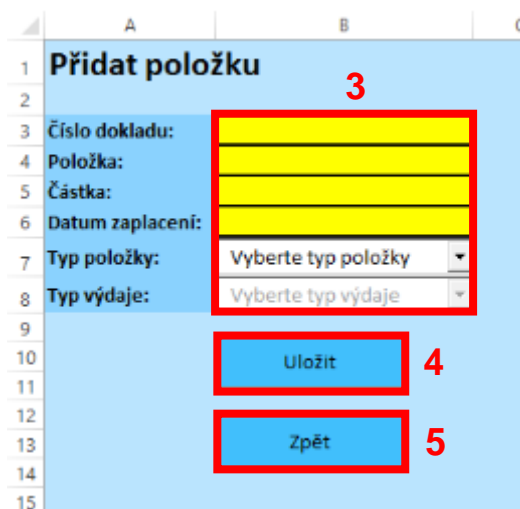 A B
1 Přidat položku
2 3
3 Číslo dokladu:
4 Položka:
5 Částka:
6 Datum zaplacení:
7 Typ položky: Vyberte typ položky
8 Typ výdaje: Vyberte typ výdaje
9
10 Uložit 4
11
12
13 Zpět 5
14
15